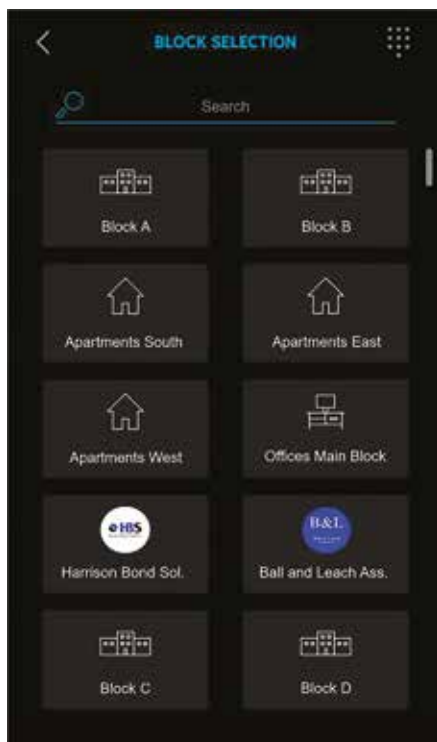 BLOCK SELECTION
Search
Block A
Block B
Apartments South
Apartments East
Apartments West
Offices Main Block
HBS
B&L
Harrison Bond Sol.
Ball and Leach Ass.
Block C
Block D